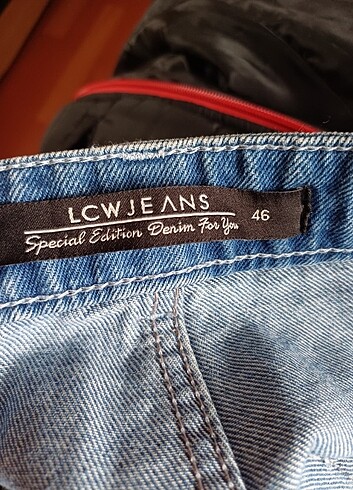 LCWJEANS
Special Edition Denim For You
46